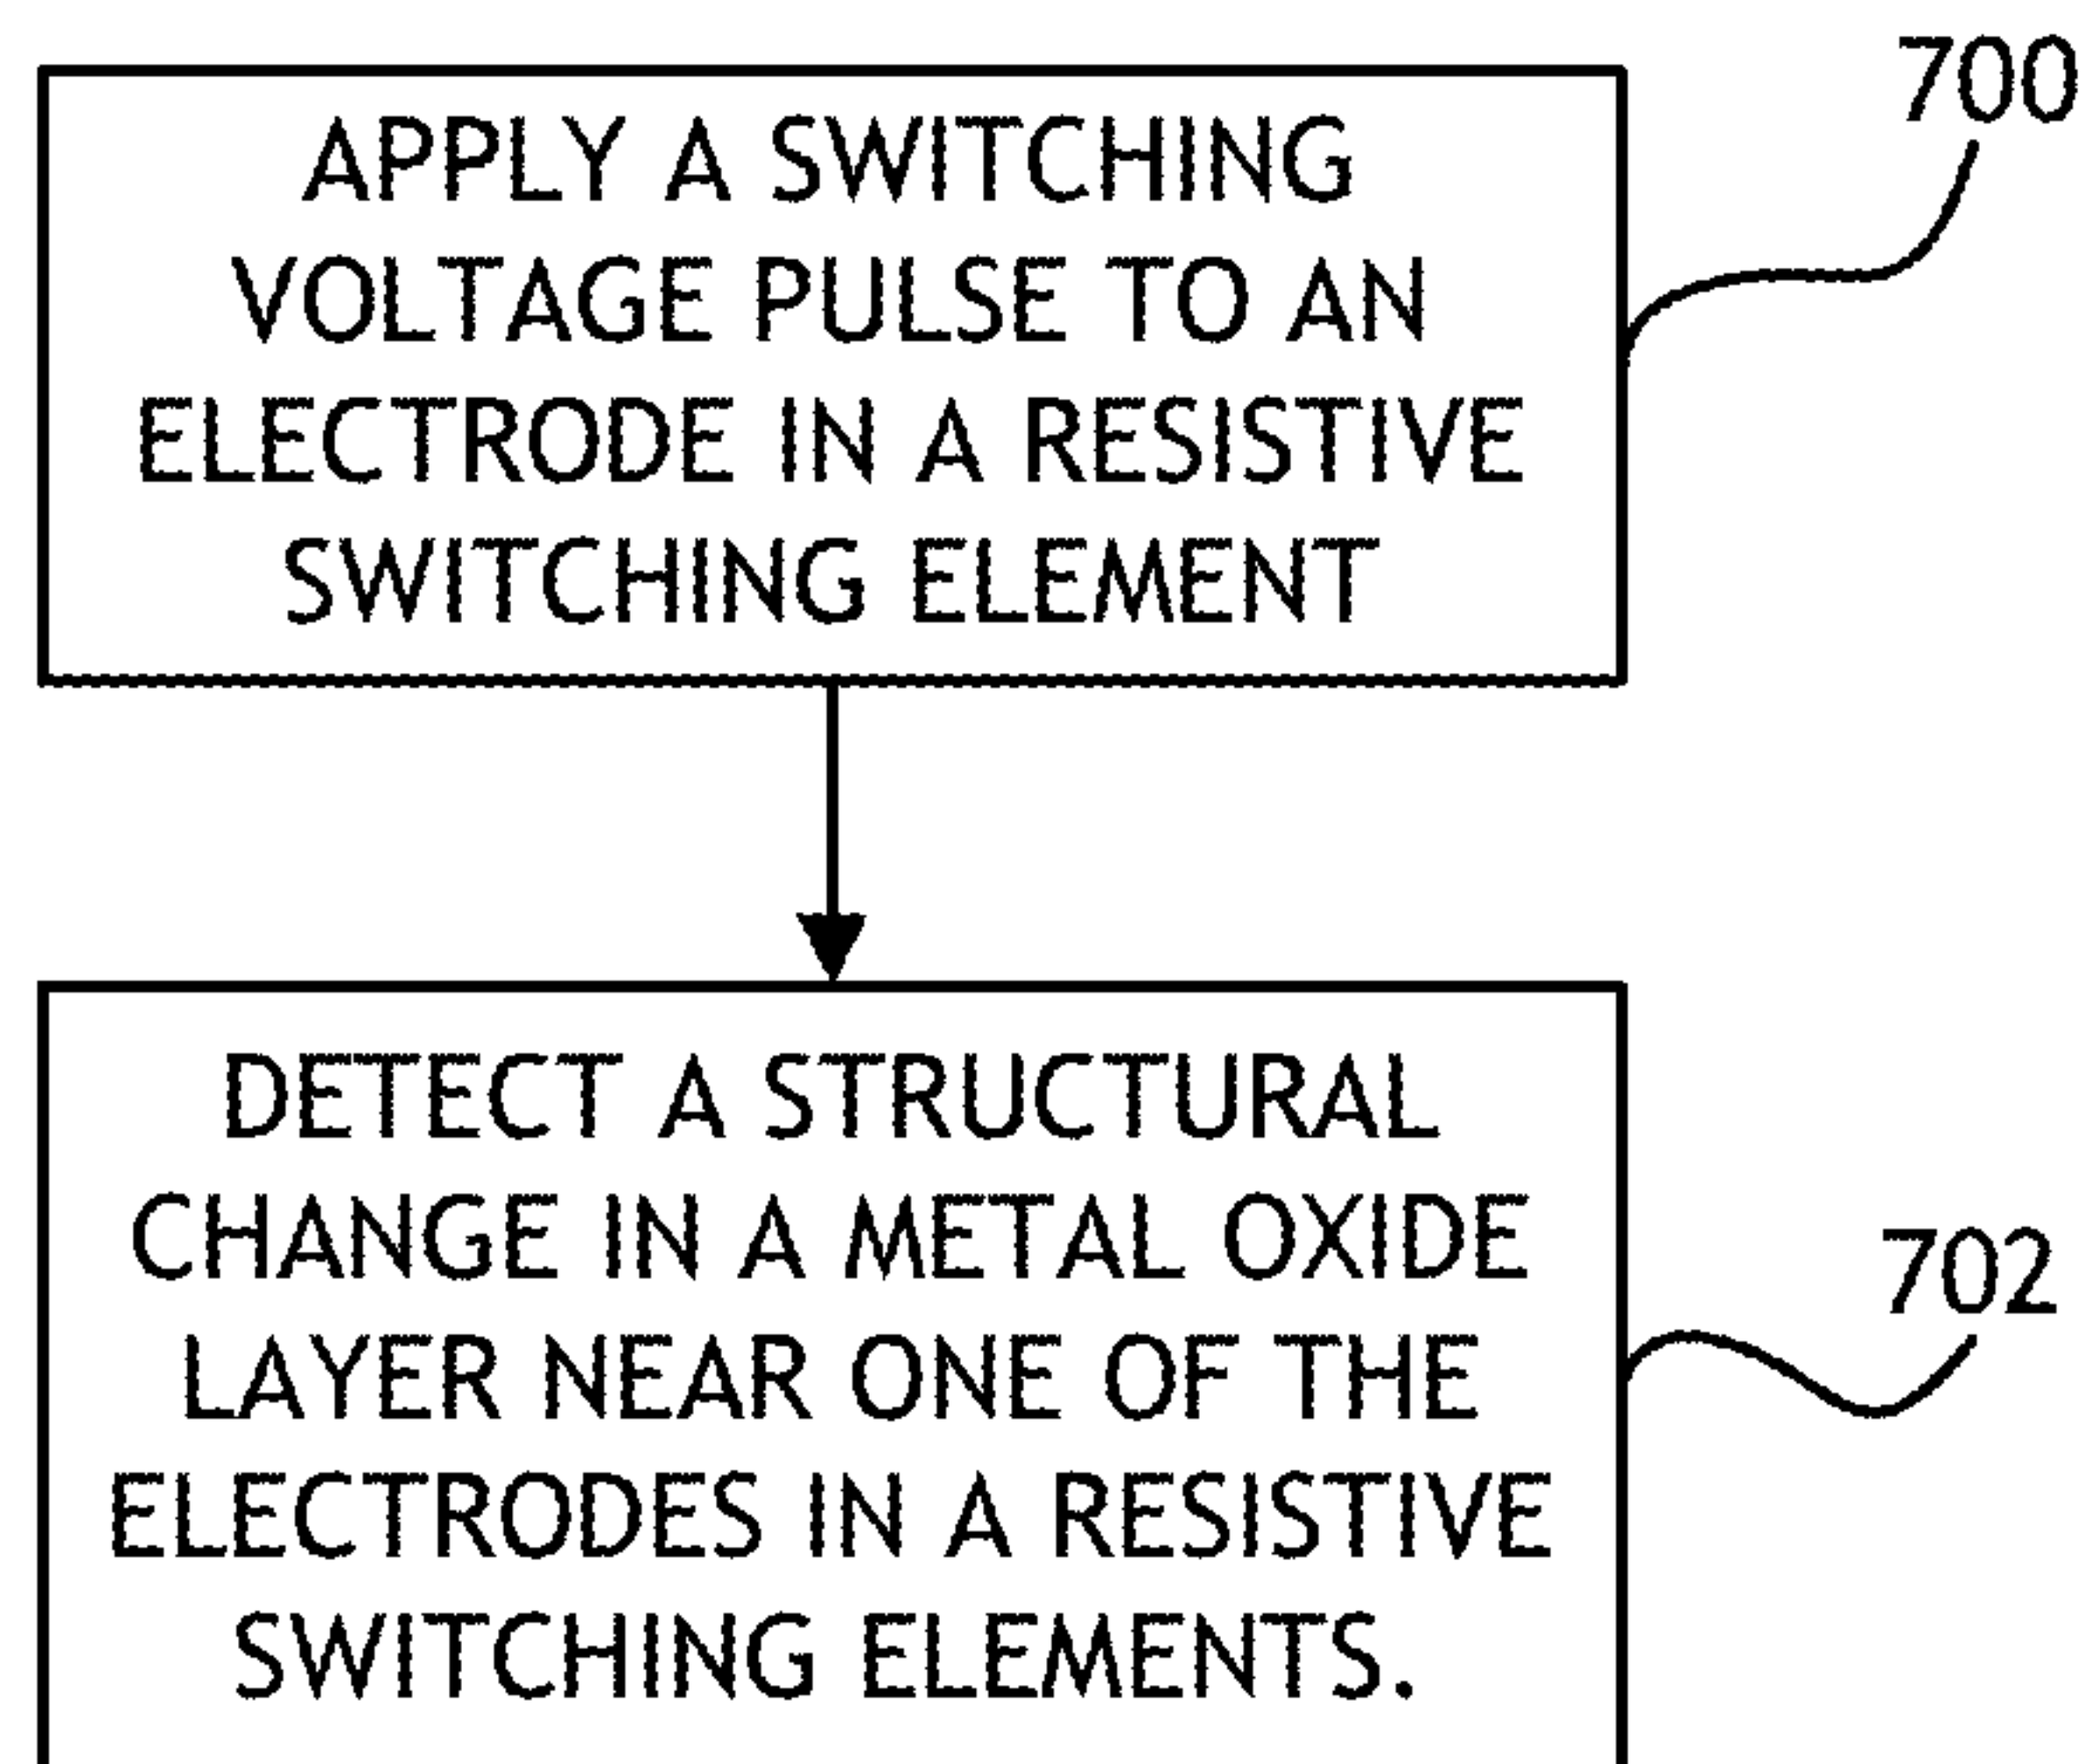 700
APPLY A SWITCHING
VOLTAGE PULSE TO AN
ELECTRODE IN A RESISTIVE
SWITCHING ELEMENT
DETECT A STRUCTURAL
CHANGE IN A METAL OXIDE
702
LAYER NEAR ONE OF THE
ELECTRODES IN A RESISTIVE
SWITCHING ELEMENTS.